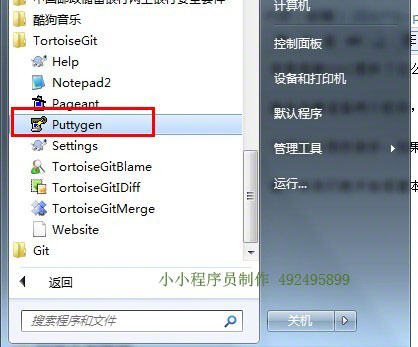 酷狗音乐
TortoiseGit
Help
Notepad2
Pageant
Puttygen
Settings
TortoiseGitBlame
TortoiseGitIDiff
TortoiseGitMerge
Website
Git
返回
搜索程序和文件
计算机
控制面板
设备和打印机
默认程序
管理工具
运行...
小小程序员制作 492495899
关机